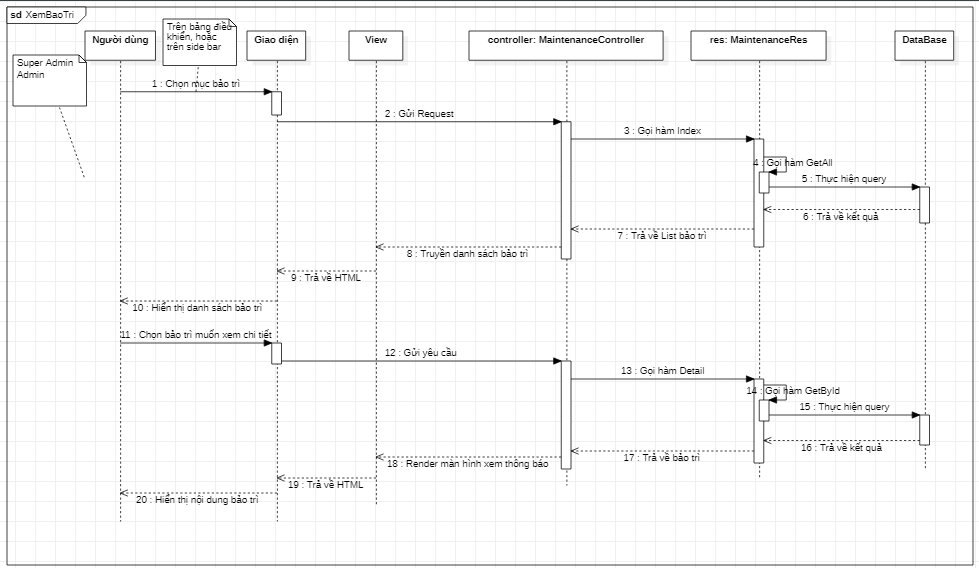 sd XemBaoTri
Trên bảng điều
khiển, hoặc
trên side bar
Người dùng
Giao diện
View
controller: MaintenanceController
res: MaintenanceRes
DataBase
Super Admin
Admin
1 : Chọn mục bảo trì
2 : Gửi Request
3 : Gọi hàm Index
4 : Gọi hàm GetAll
5 : Thực hiện query
6 : Trả về kết quả
7 : Trả về List bảo trì
8 : Truyền danh sách bảo trì
9 : Trả về HTML
10 : Hiển thị danh sách bảo trì
11 : Chọn bảo trì muốn xem chi tiết
12 : Gửi yêu cầu
13 : Gọi hàm Detail
14 : Gọi hàm GetById
15 : Thực hiện query
16 : Trả về kết quả
17 : Trả về bảo trì
18 : Render màn hình xem thông báo
19 : Trả về HTML
20 : Hiển thị nội dung bảo trì